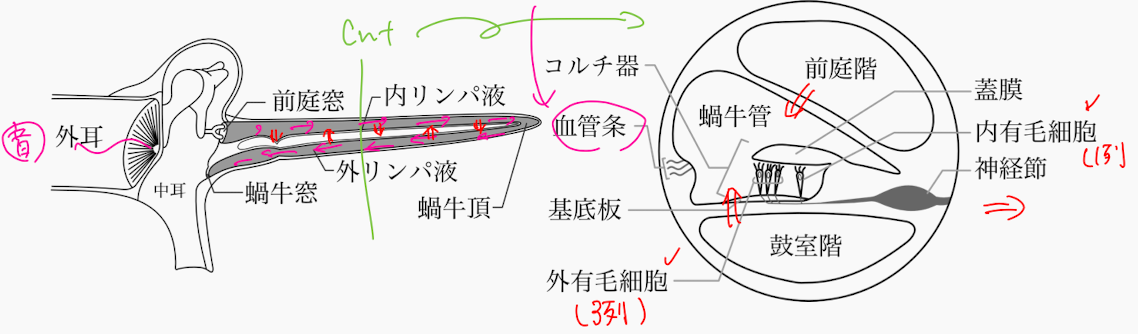 Cut
音
外耳
中耳
前庭窓
内リンパ液
外リンパ液
蝸牛窓
蝸牛頂
コルチ器
前庭階
蓋膜
血管条
蝸牛管
内有毛細胞
(1列)
神経節
基底板
鼓室階
外有毛細胞
(3列)